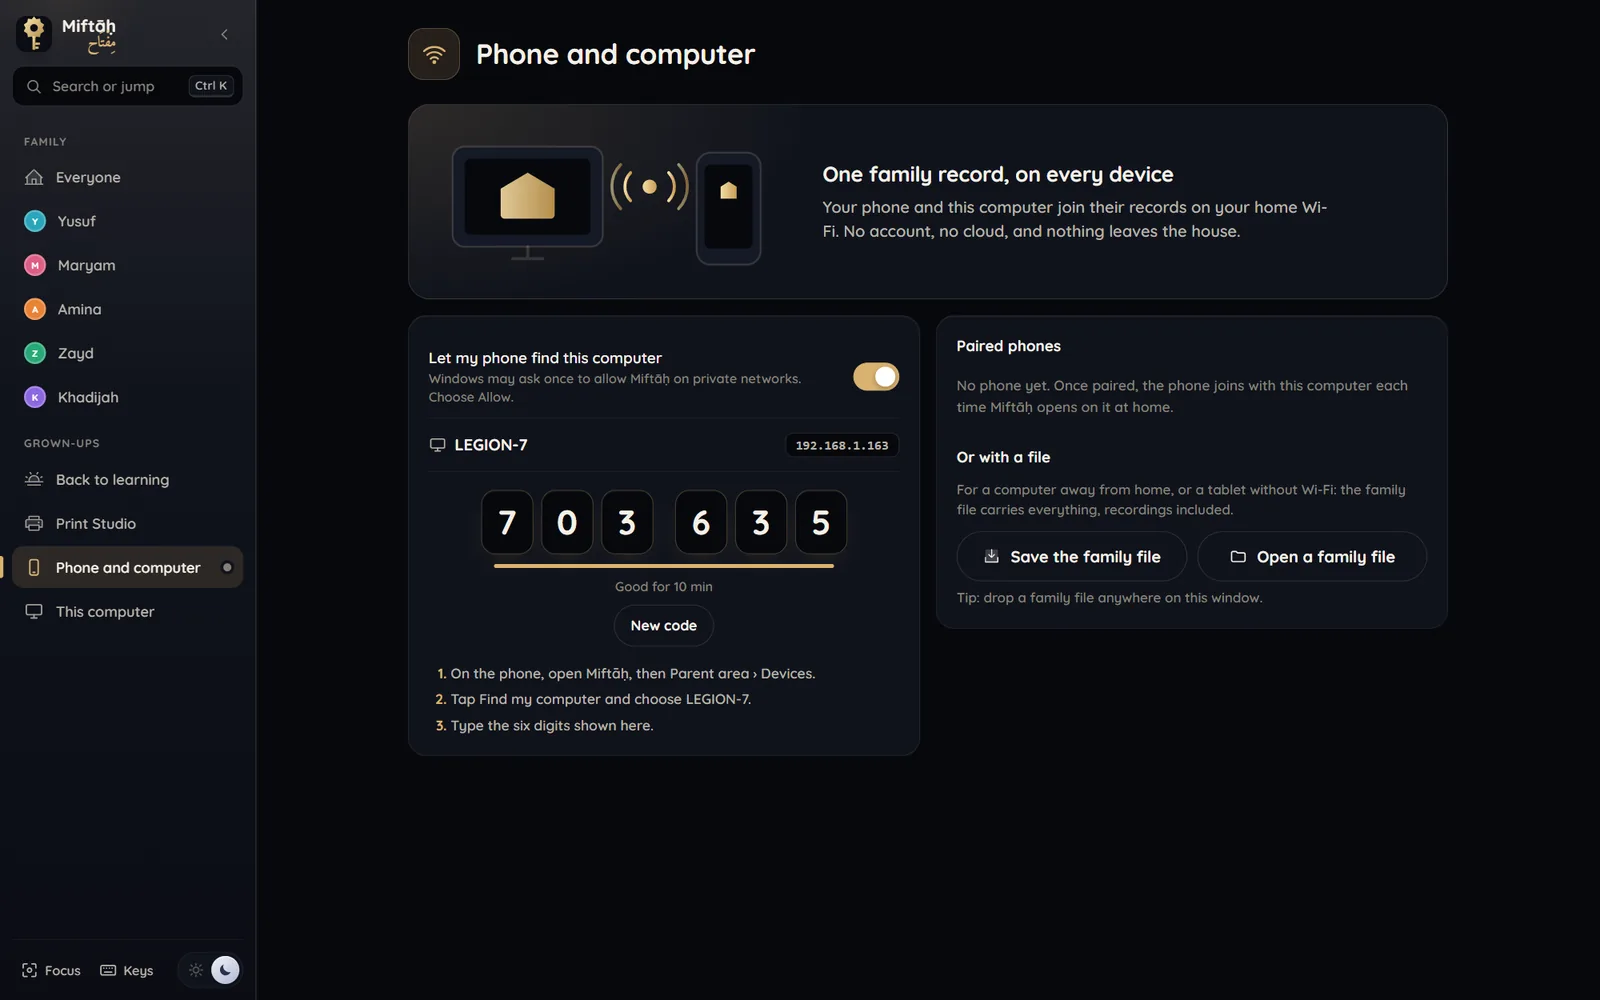 Miftāḥ
مِفتاح
Search or jump
Ctrl K
FAMILY
Everyone
Y
Yusuf
M
Maryam
A
Amina
Z
Zayd
K
Khadijah
GROWN-UPS
Back to learning
Print Studio
Phone and computer
This computer
Focus
Keys
Phone and computer
One family record, on every device
Your phone and this computer join their records on your home Wi-
Fi. No account, no cloud, and nothing leaves the house.
Let my phone find this computer
Windows may ask once to allow Miftāḥ on private networks.
Choose Allow.
LEGION-7
192.168.1.163
7 0 3 6 3 5
Good for 10 min
New code
1. On the phone, open Miftāḥ, then Parent area › Devices.
2. Tap Find my computer and choose LEGION-7.
3. Type the six digits shown here.
Paired phones
No phone yet. Once paired, the phone joins with this computer each
time Miftāḥ opens on it at home.
Or with a file
For a computer away from home, or a tablet without Wi-Fi: the family
file carries everything, recordings included.
Save the family file
Open a family file
Tip: drop a family file anywhere on this window.